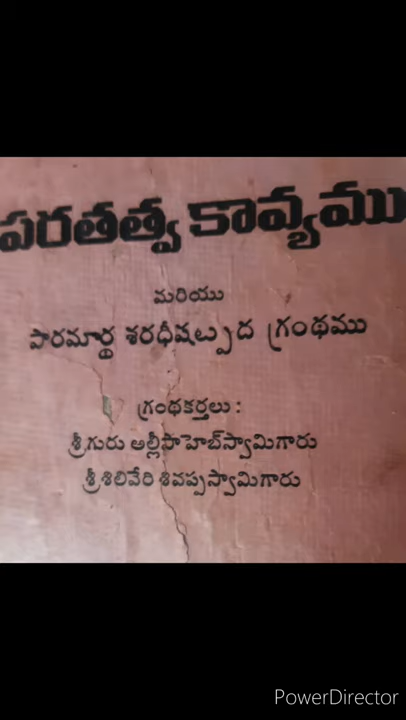 పరతత్వ కావ్యము
మరియు
పారమార్థ శరధీషట్పద గ్రంథము
గ్రంథకర్తలు :
శ్రీగురు అల్లీసాహెబ్‌స్వామిగారు
శ్రీశిలివేరి శివప్పస్వామిగారు
PowerDirector